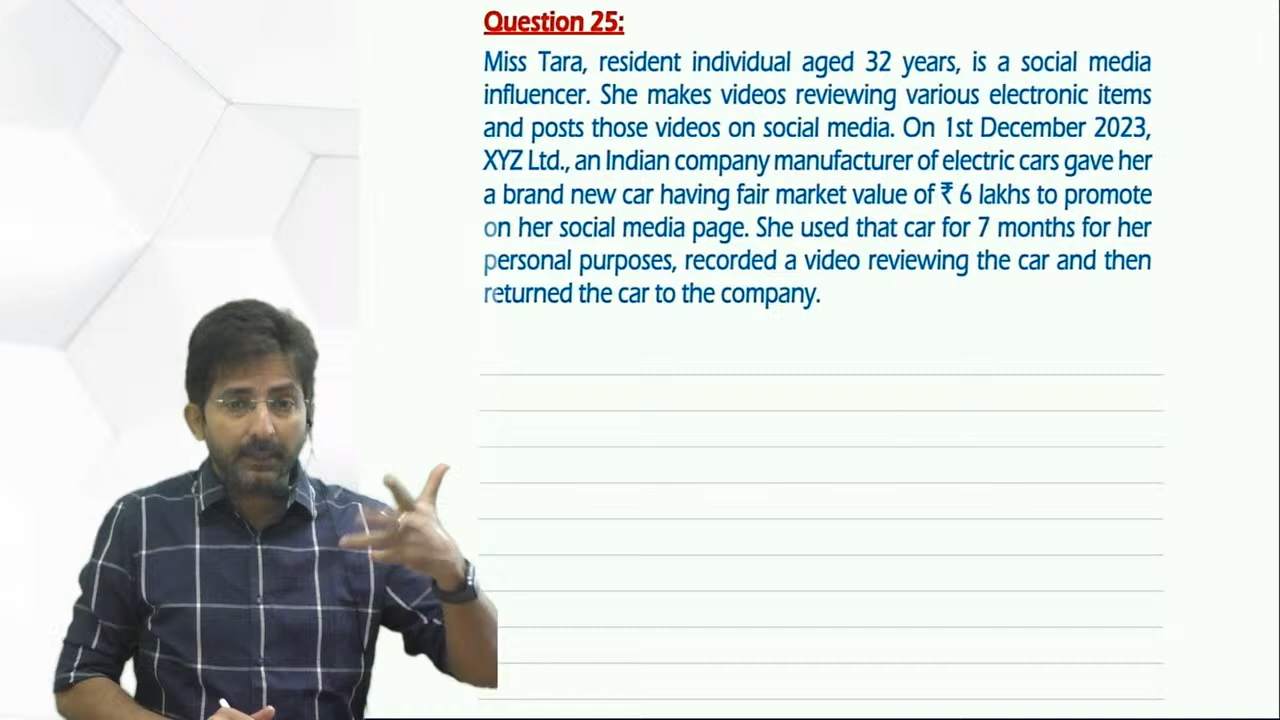 Question 25:
Miss Tara, resident individual aged 32 years, is a social media
influencer. She makes videos reviewing various electronic items
and posts those videos on social media. On 1st December 2023,
XYZ Ltd., an Indian company manufacturer of electric cars gave her
a brand new car having fair market value of ₹ 6 lakhs to promote
on her social media page. She used that car for 7 months for her
personal purposes, recorded a video reviewing the car and then
returned the car to the company.